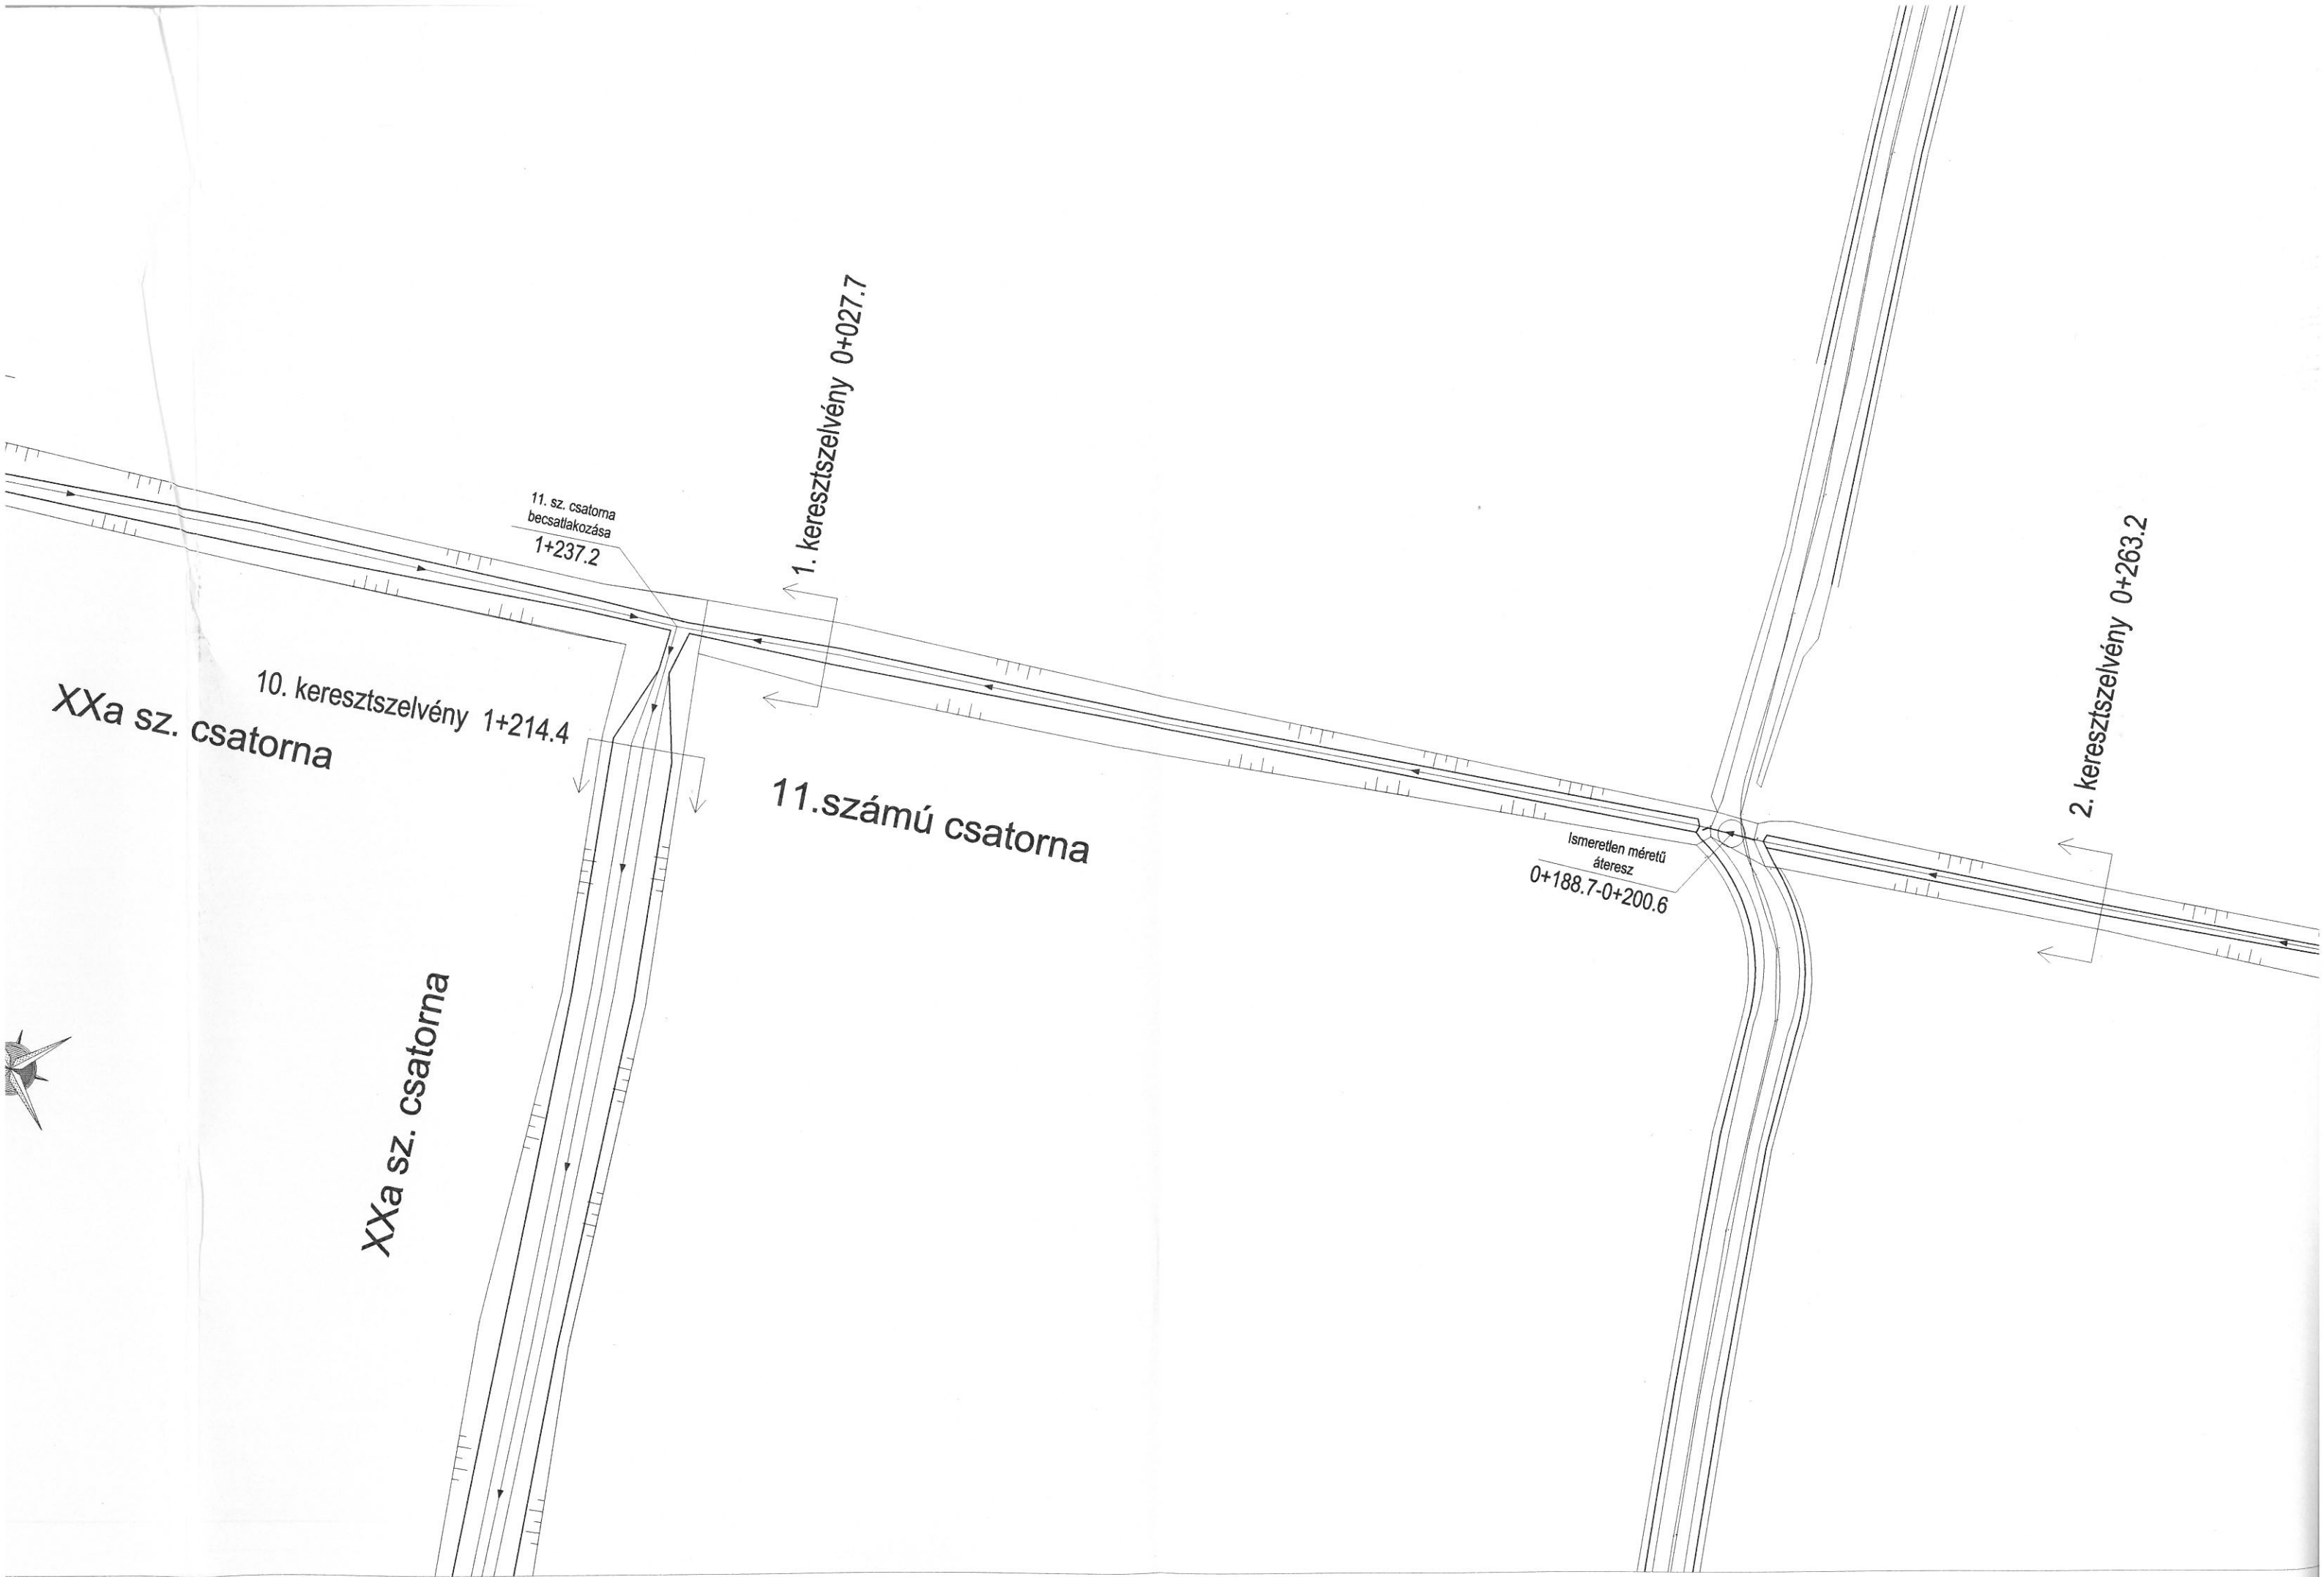 1. keresztszelvény 0+027.7
11. sz. csatorna
becsatlakozása
1+237.2
2. keresztszelvény 0+263.2
10. keresztszelvény 1+214.4
XXa sz. csatorna
11.számú csatorna
Ismeretlen méretű
áteresz
0+188.7-0+200.6
XXa sz. csatorna